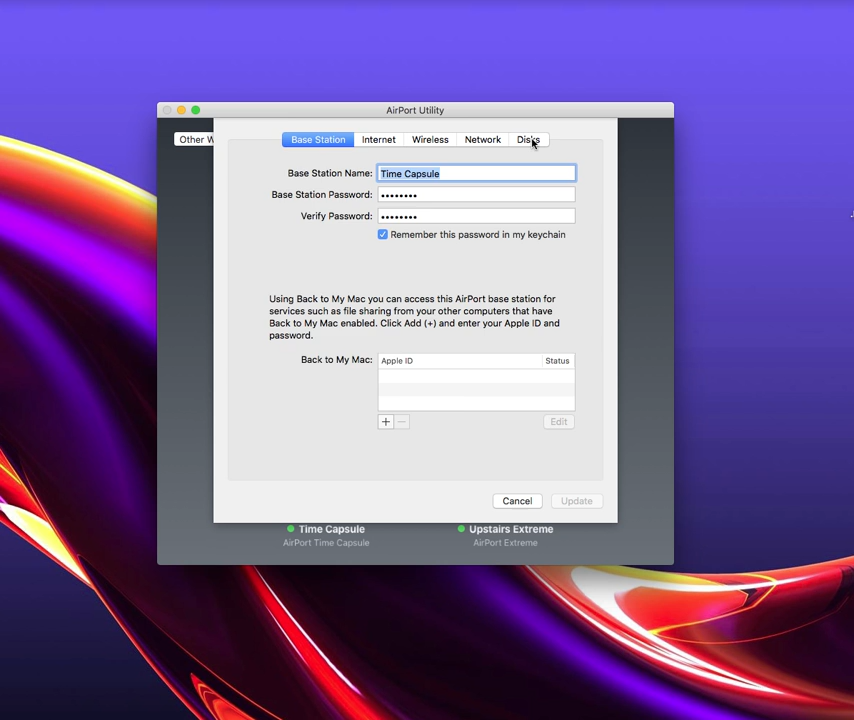 AirPort Utility
Other W
Base Station Internet Wireless Network Disks
Base Station Name: Time Capsule
Base Station Password: ••••••••
Verify Password: ••••••••
Remember this password in my keychain
Using Back to My Mac you can access this AirPort base station for
services such as file sharing from your other computers that have
Back to My Mac enabled. Click Add (+) and enter your Apple ID and
password.
Back to My Mac: Apple ID Status
+ − Edit
Cancel Update
Time Capsule Upstairs Extreme
AirPort Time Capsule AirPort Extreme